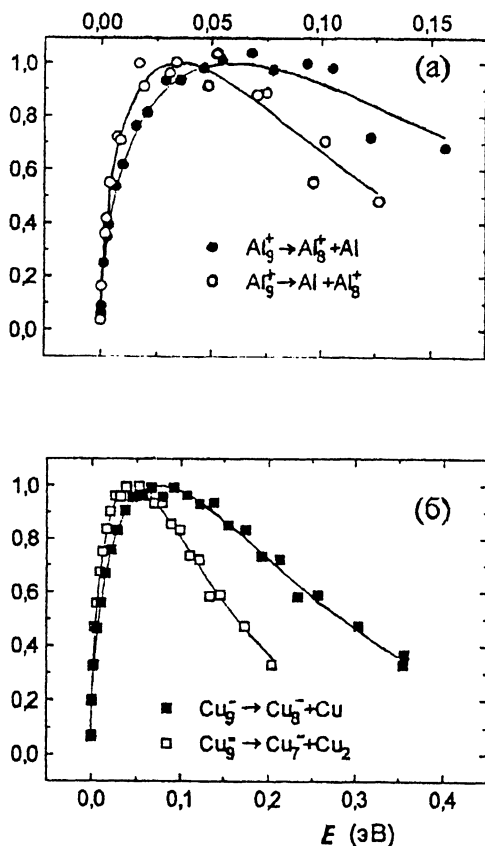 0,00 0,05 0,10 0,15
(а)
1,0
0,8
0,6
0,4
0,2
0,0
Al₉⁺ → Al₈⁺ + Al
Al₉⁺ → Al + Al₈⁺
(б)
1,0
0,8
0,6
0,4
0,2
0,0
Cu₉⁻ → Cu₈⁻ + Cu
Cu₉⁻ → Cu₇⁻ + Cu₂
0,0 0,1 0,2 0,3 0,4
E (эВ)